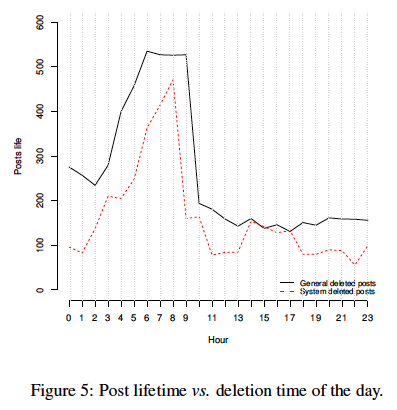 600
500
400
300
200
100
0
Posts life
General deleted posts
System deleted posts
0 1 2 3 4 5 6 7 8 9 11 13 15 17 19 21 23
Hour
Figure 5: Post lifetime vs. deletion time of the day.